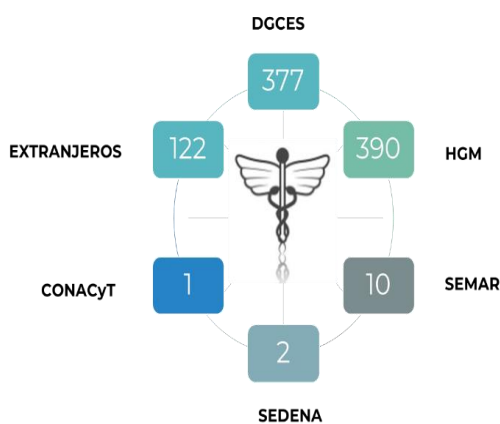 DGCES
377
EXTRANJEROS
122
390
HGM
CONACyT
1
10
SEMAR
2
SEDENA